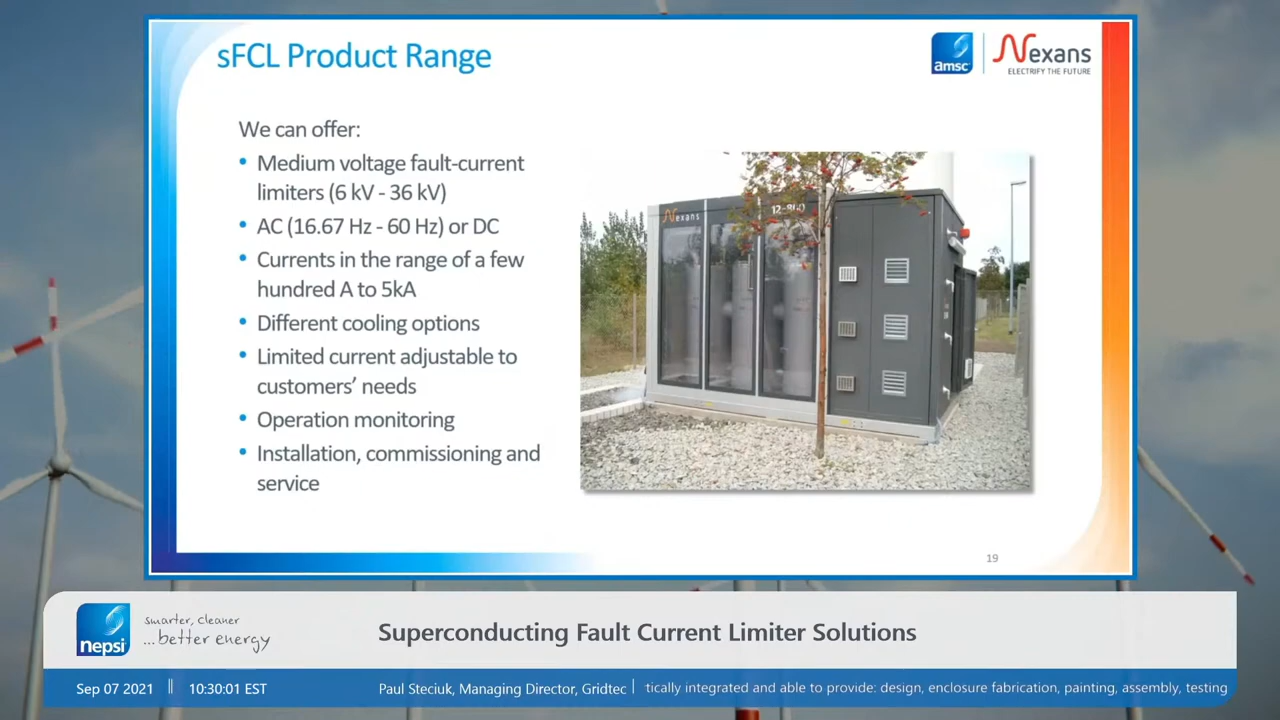 sFCL Product Range
amsc
Nexans
ELECTRIFY THE FUTURE
We can offer:
• Medium voltage fault-current
limiters (6 kV - 36 kV)
• AC (16.67 Hz - 60 Hz) or DC
• Currents in the range of a few
hundred A to 5kA
• Different cooling options
• Limited current adjustable to
customers' needs
• Operation monitoring
• Installation, commissioning and
service
Nexans
12-800
19
nepsi
smarter, cleaner
...better energy
Superconducting Fault Current Limiter Solutions
Sep 07 2021 || 10:30:01 EST
Paul Steciuk, Managing Director, Gridtec | tically integrated and able to provide: design, enclosure fabrication, painting, assembly, testing